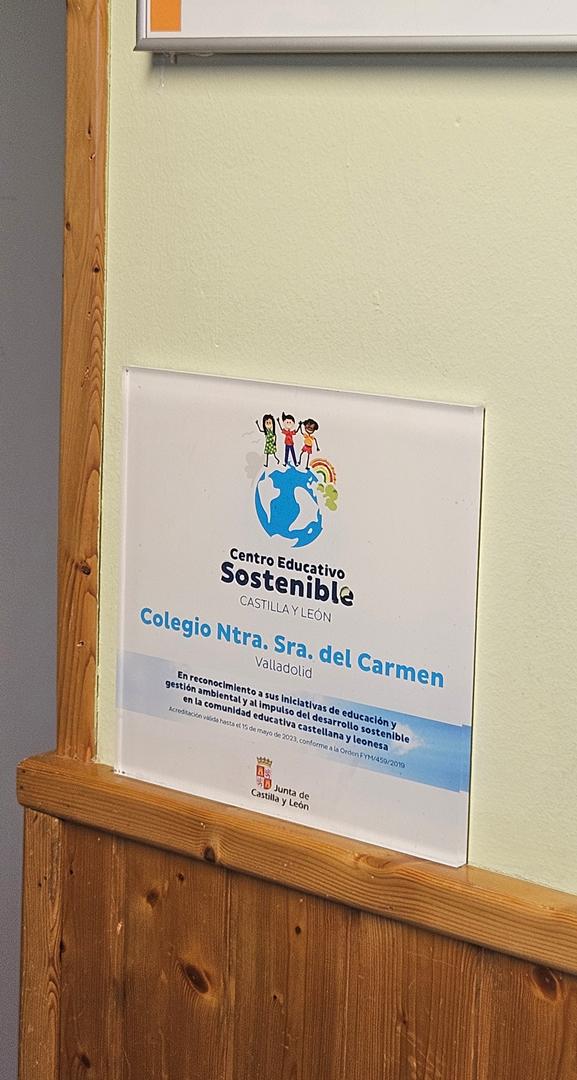 Centro Educativo
Sostenible
CASTILLA Y LEÓN
Colegio Ntra. Sra. del Carmen
Valladolid
En reconocimiento a sus iniciativas de educación y
gestión ambiental y al impulso del desarrollo sostenible
en la comunidad educativa castellana y leonesa
Acreditación válida hasta el 15 de mayo de 2023, conforme a la Orden FYM/459/2019
Junta de
Castilla y León